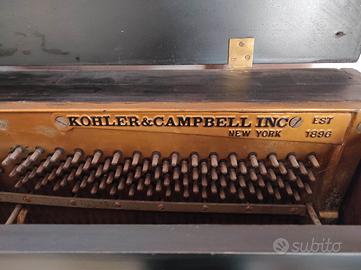 KOHLER&CAMPBELL INC EST
NEW YORK 1896
subito